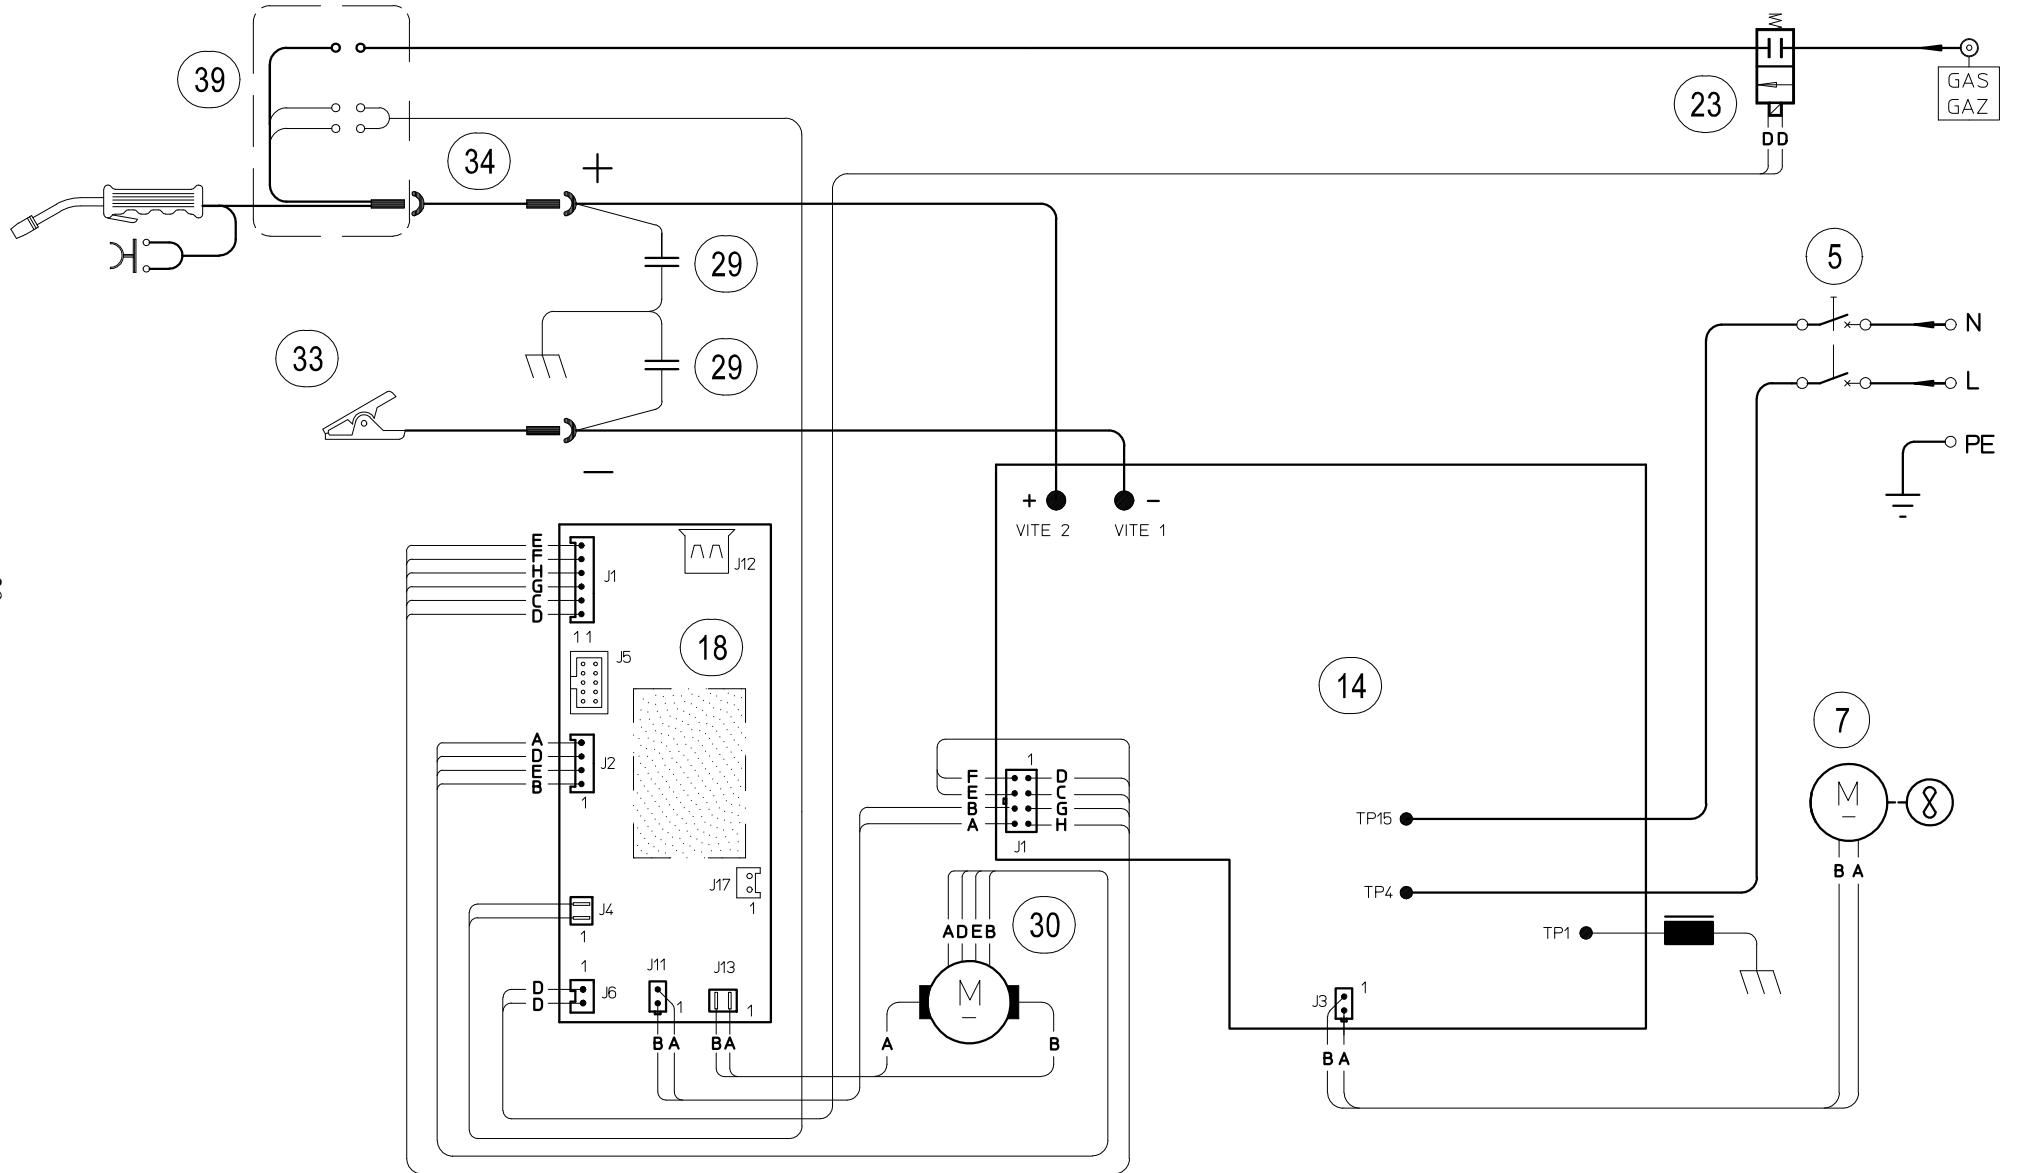 39
34
+
23
GAS
GAZ
D D
5
N
L
PE
29
29
33
−
+
−
VITE 2
VITE 1
E
F
H
G
C
D
J1
J12
1 1
J5
18
14
7
A
D
E
B
J2
1
1
F
E
B
A
D
C
G
H
J1
TP15
TP4
TP1
M
B A
J17
1
J4
1
A D E B
30
1
D
D
J6
J11
1
J13
1
B A
B A
M
A
B
J3
1
B A